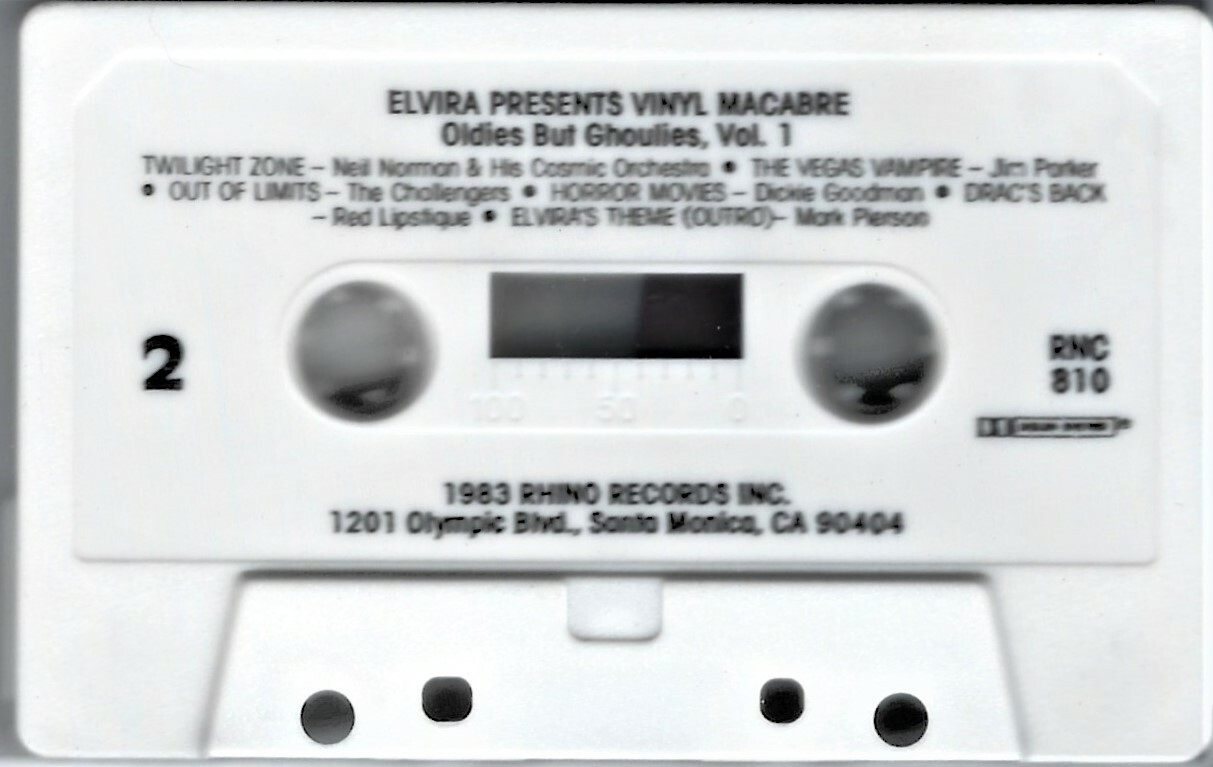 ELVIRA PRESENTS VINYL MACABRE
Oldies But Ghoulies, Vol. 1
TWILIGHT ZONE – Neil Norman & His Cosmic Orchestra • THE VEGAS VAMPIRE – Jim Parker
• OUT OF LIMITS – The Challengers • HORROR MOVIES – Dickie Goodman • DRAC'S BACK
– Red Lipstique • ELVIRA'S THEME (OUTRO)– Mark Pierson
2
100 50 0
RNC
810
1983 RHINO RECORDS INC.
1201 Olympic Blvd., Santa Monica, CA 90404